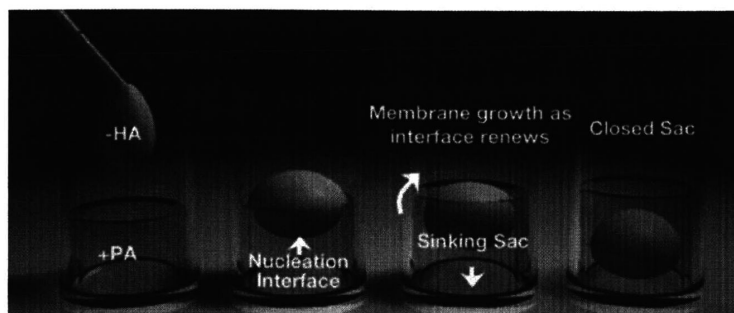 -HA
+PA
Nucleation
Interface
Membrane growth as
interface renews
Sinking Sac
Closed Sac